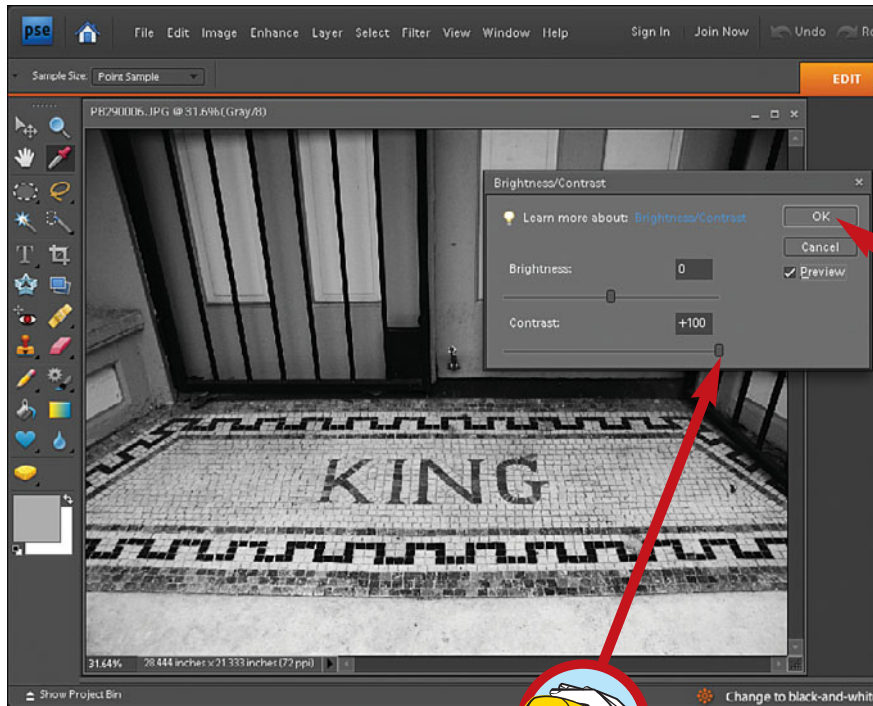 pse File Edit Image Enhance Layer Select Filter View Window Help Sign In Join Now Undo
Sample Size: Point Sample EDIT
PB290006.JPG @ 31.6% (Gray/8)
Brightness/Contrast
Learn more about: Brightness/Contrast OK
Cancel
Brightness: 0 Preview
Contrast: +100
T
KING
31.64% 28.444 inches x 21.333 inches (72 ppi)
Show Project Bin Change to black-and-whit